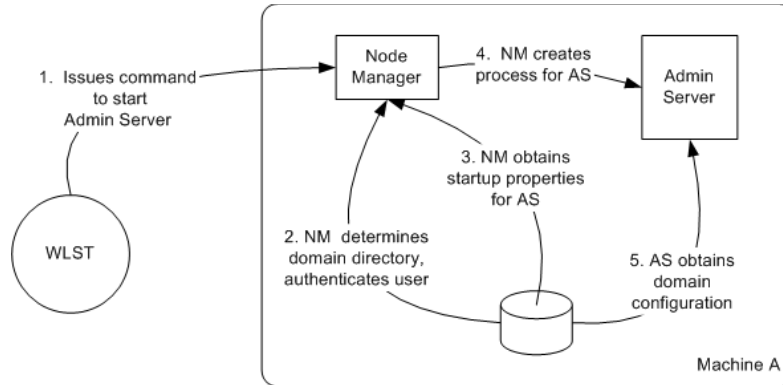 1. Issues command
to start
Admin Server
WLST
Node
Manager
4. NM creates
process for AS
Admin
Server
3. NM obtains
startup properties
for AS
2. NM determines
domain directory,
authenticates user
5. AS obtains
domain
configuration
Machine A